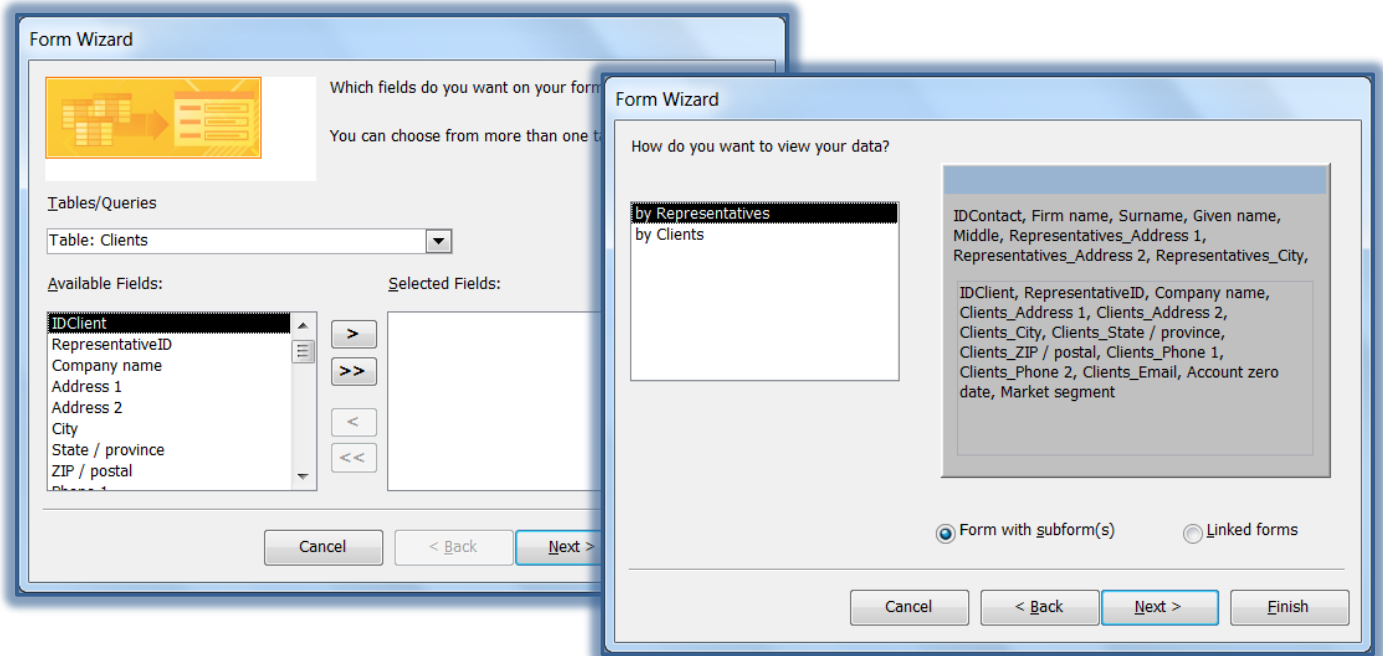 Form Wizard
Which fields do you want on your form
You can choose from more than one
Tables/Queries
Table: Clients
Available Fields:
Selected Fields:
IDClient
RepresentativeID
Company name
Address 1
Address 2
City
State / province
ZIP / postal
Phone 1
>
>>
<
<<
Cancel
< Back
Next >
Form Wizard
How do you want to view your data?
by Representatives
by Clients
IDContact, Firm name, Surname, Given name,
Middle, Representatives_Address 1,
Representatives_Address 2, Representatives_City,
IDClient, RepresentativeID, Company name,
Clients_Address 1, Clients_Address 2,
Clients_City, Clients_State / province,
Clients_ZIP / postal, Clients_Phone 1,
Clients_Phone 2, Clients_Email, Account zero
date, Market segment
Form with subform(s)
Linked forms
Cancel
< Back
Next >
Finish